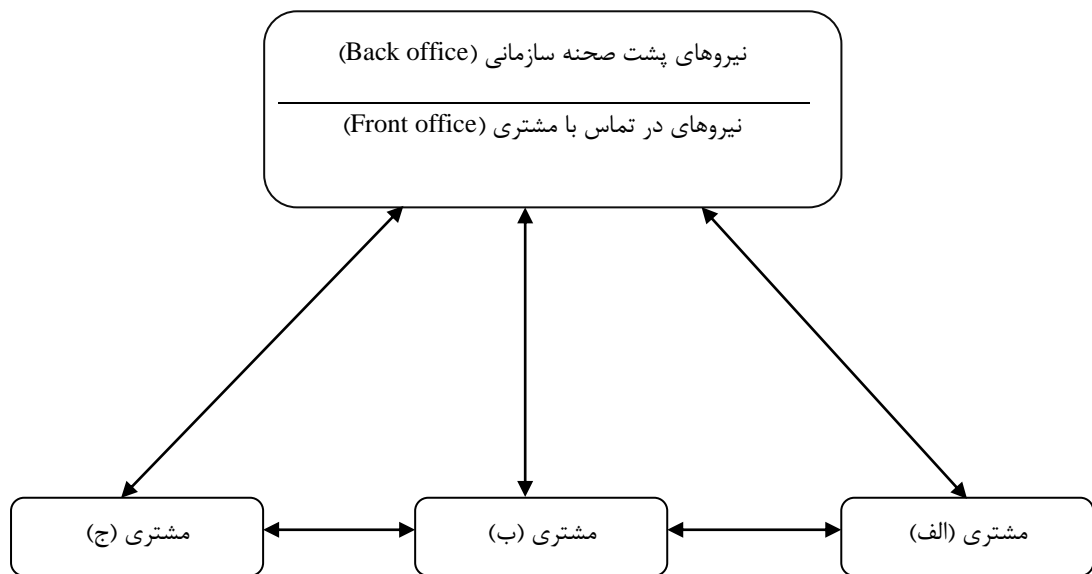 نیروهای پشت صحنه سازمانی (Back office)
نیروهای در تماس با مشتری (Front office)
مشتری (الف)
مشتری (ب)
مشتری (ج)